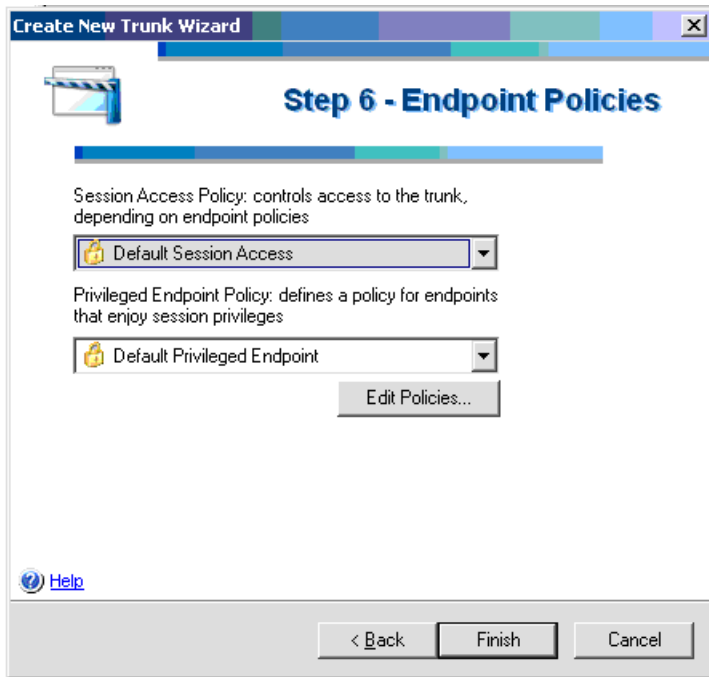 Create New Trunk Wizard
Step 6 - Endpoint Policies
Session Access Policy: controls access to the trunk,
depending on endpoint policies
Default Session Access
Privileged Endpoint Policy: defines a policy for endpoints
that enjoy session privileges
Default Privileged Endpoint
Edit Policies...
Help
< Back
Finish
Cancel